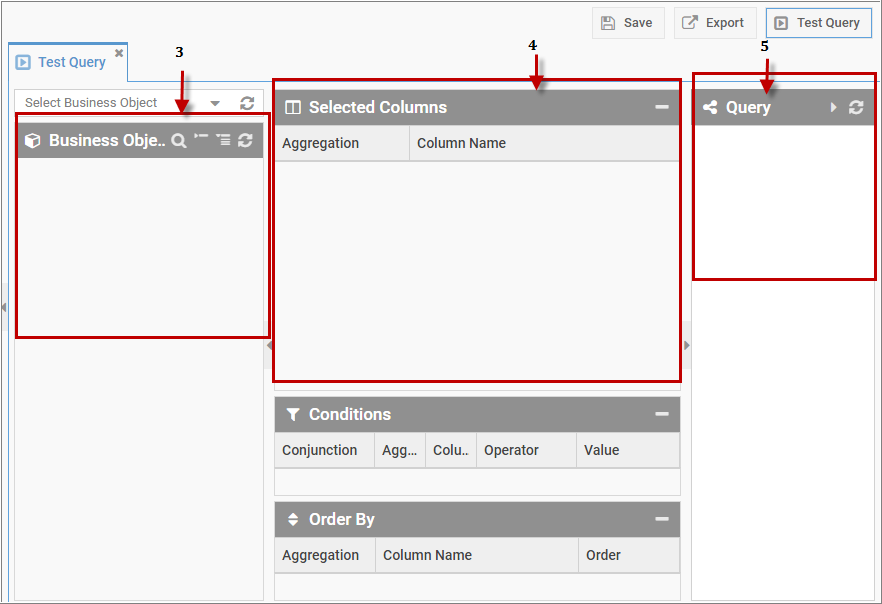 Save Export Test Query
3 4 5
Test Query
Select Business Object
Business Obje..
Selected Columns
Aggregation Column Name
Query
Conditions
Conjunction Agg... Colu.. Operator Value
Order By
Aggregation Column Name Order